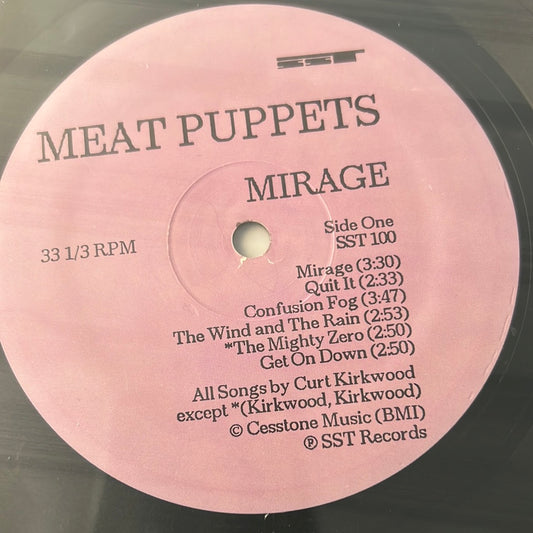 SST
MEAT PUPPETS
MIRAGE
33 1/3 RPM
Side One
SST 100
Mirage (3:30)
Quit It (2:33)
Confusion Fog (3:47)
The Wind and The Rain (2:53)
*The Mighty Zero (2:50)
Get On Down (2:50)
All Songs by Curt Kirkwood
except *(Kirkwood, Kirkwood)
© Cesstone Music (BMI)
℗ SST Records